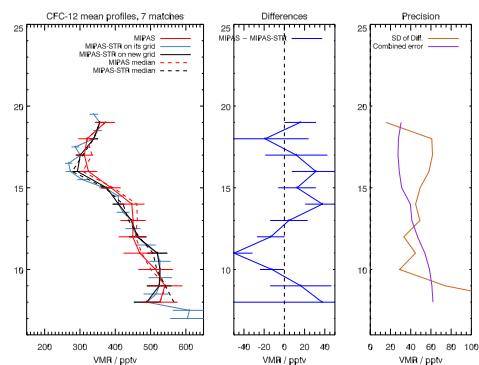 CFC-12 mean profiles, 7 matches
Differences
Precision
MIPAS
MIPAS-STR on its grid
MIPAS-STR on new grid
MIPAS median
MIPAS-STR median
MIPAS - MIPAS-STR
SD of Diff.
Combined error
25
20
15
10
25
20
15
10
25
20
15
10
200 300 400 500 600
-40 -20 0 20 40
0 20 40 60 80 100
VMR / pptv
VMR / pptv
VMR / pptv